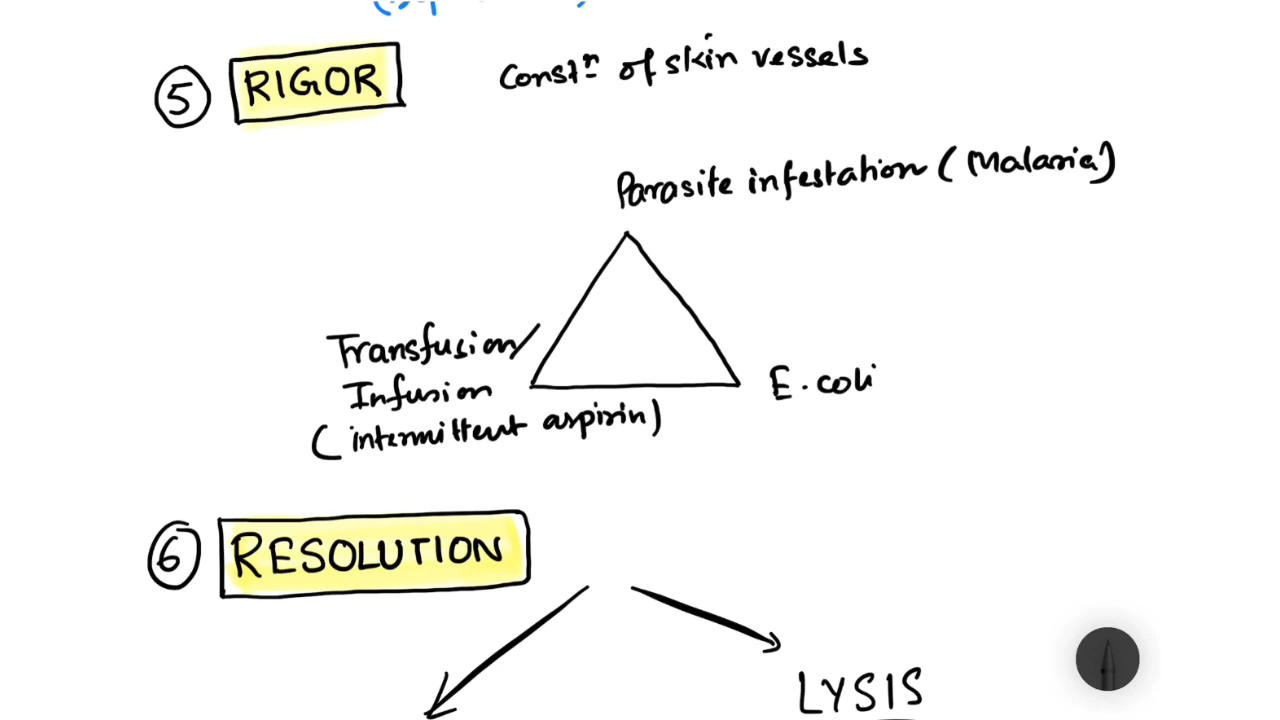 5 RIGOR
Constⁿ of skin vessels
Parasite infestation (Malaria)
Transfusion/
Infusion
(intermittent aspirin)
E. coli
6 RESOLUTION
LYSIS